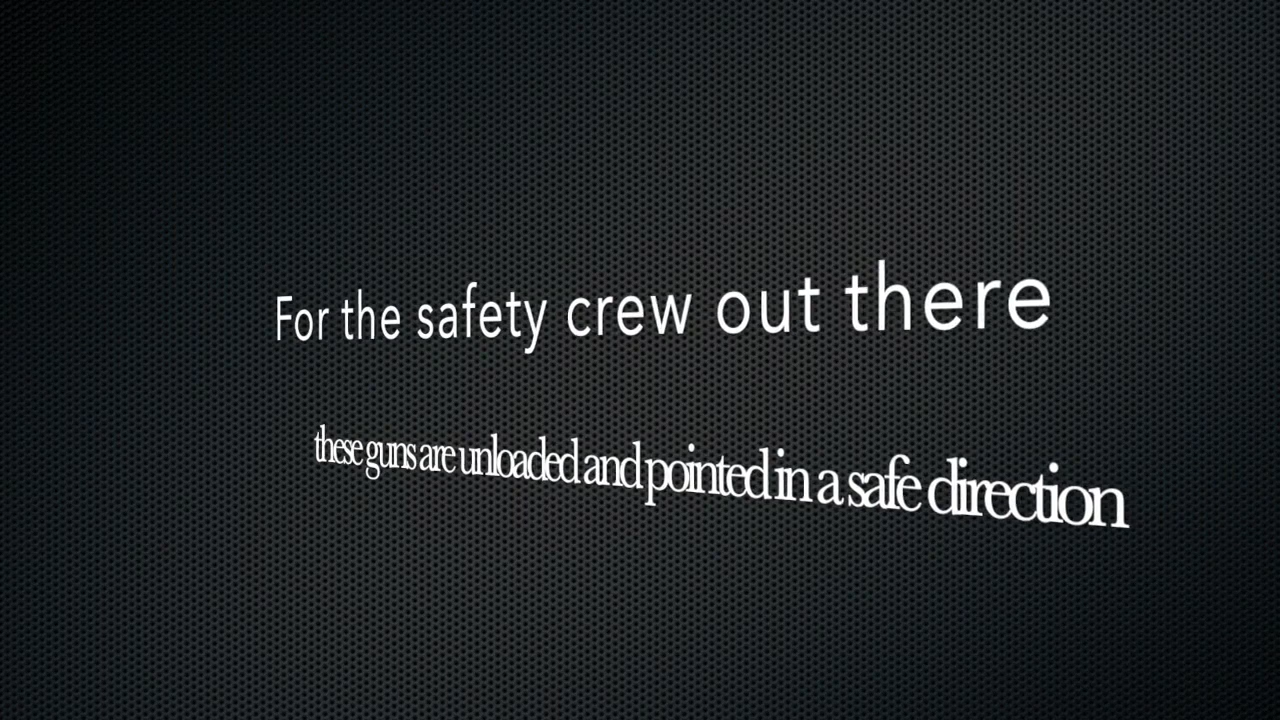 For the safety crew out there
these guns are unloaded and pointed in a safe direction